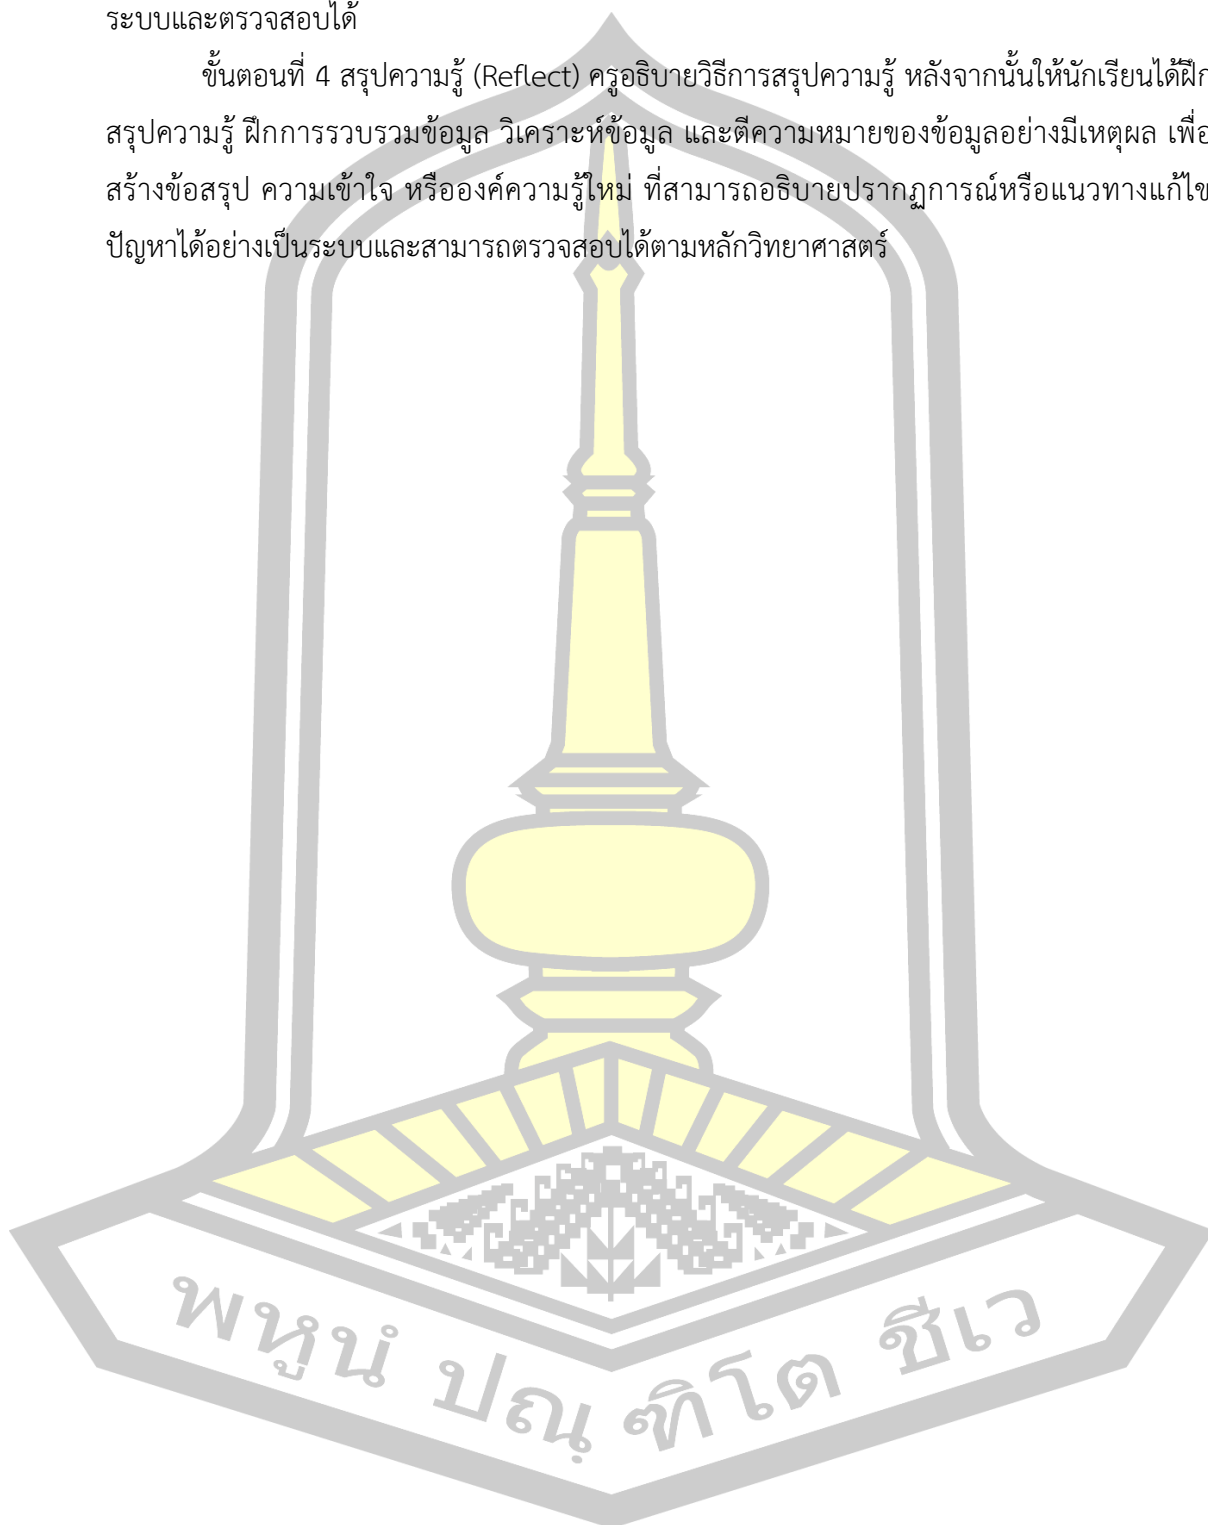 ระบบและตรวจสอบได้
ขั้นตอนที่ 4 สรุปความรู้ (Reflect) ครูอธิบายวิธีการสรุปความรู้ หลังจากนั้นให้นักเรียนได้ฝึก
สรุปความรู้ ฝึกการรวบรวมข้อมูล วิเคราะห์ข้อมูล และตีความหมายของข้อมูลอย่างมีเหตุผล เพื่อ
สร้างข้อสรุป ความเข้าใจ หรือองค์ความรู้ใหม่ ที่สามารถอธิบายปรากฏการณ์หรือแนวทางแก้ไข
ปัญหาได้อย่างเป็นระบบและสามารถตรวจสอบได้ตามหลักวิทยาศาสตร์
พหูนํ ปณฺ ฑิโต ชีเว